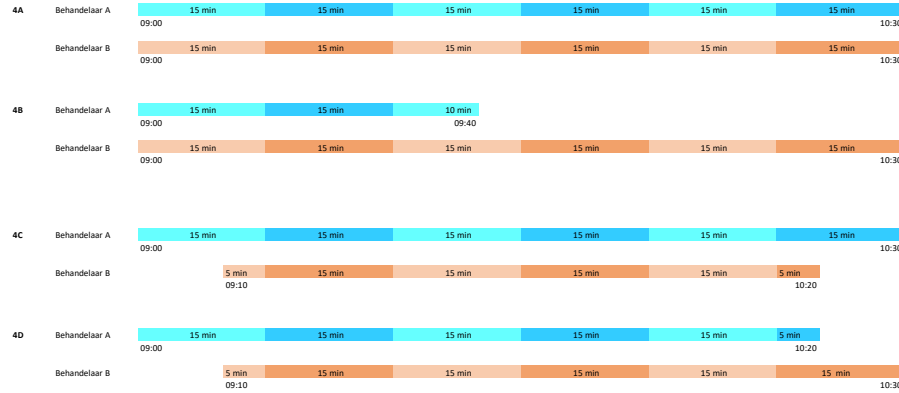 4A Behandelaar A 15 min 15 min 15 min 15 min 15 min 15 min
09:00 10:30
Behandelaar B 15 min 15 min 15 min 15 min 15 min 15 min
09:00 10:30
4B Behandelaar A 15 min 15 min 10 min
09:00 09:40
Behandelaar B 15 min 15 min 15 min 15 min 15 min 15 min
09:00 10:30
4C Behandelaar A 15 min 15 min 15 min 15 min 15 min 15 min
09:00 10:30
Behandelaar B 5 min 15 min 15 min 15 min 15 min 5 min
09:10 10:20
4D Behandelaar A 15 min 15 min 15 min 15 min 15 min 5 min
09:00 10:20
Behandelaar B 5 min 15 min 15 min 15 min 15 min 15 min
09:10 10:30